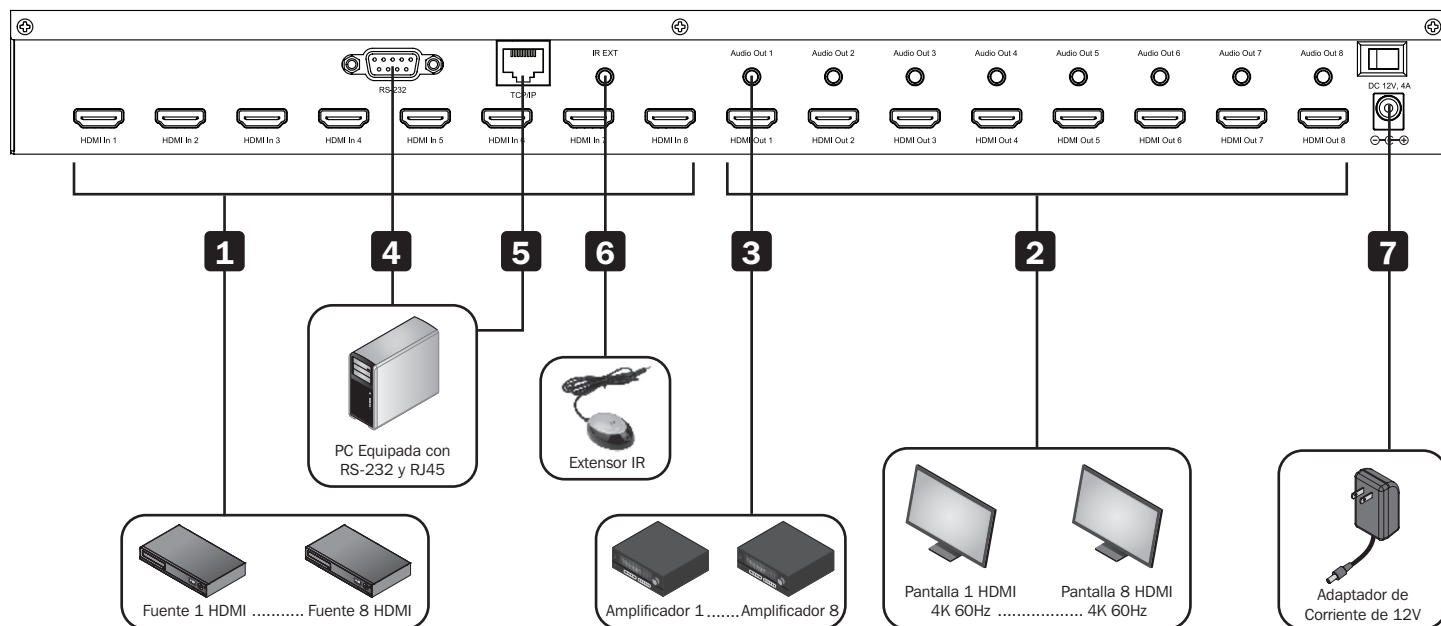 IR EXT
Audio Out 1
Audio Out 2
Audio Out 3
Audio Out 4
Audio Out 5
Audio Out 6
Audio Out 7
Audio Out 8
RS-232
TCP/IP
DC 12V, 4A
HDMI In 1
HDMI In 2
HDMI In 3
HDMI In 4
HDMI In 5
HDMI In 6
HDMI In 7
HDMI In 8
HDMI Out 1
HDMI Out 2
HDMI Out 3
HDMI Out 4
HDMI Out 5
HDMI Out 6
HDMI Out 7
HDMI Out 8
1
4
5
6
3
2
7
PC Equipada con
RS-232 y RJ45
Extensor IR
Fuente 1 HDMI .......... Fuente 8 HDMI
Amplificador 1 ....... Amplificador 8
Pantalla 1 HDMI
4K 60Hz
..................
Pantalla 8 HDMI
4K 60Hz
Adaptador de
Corriente de 12V